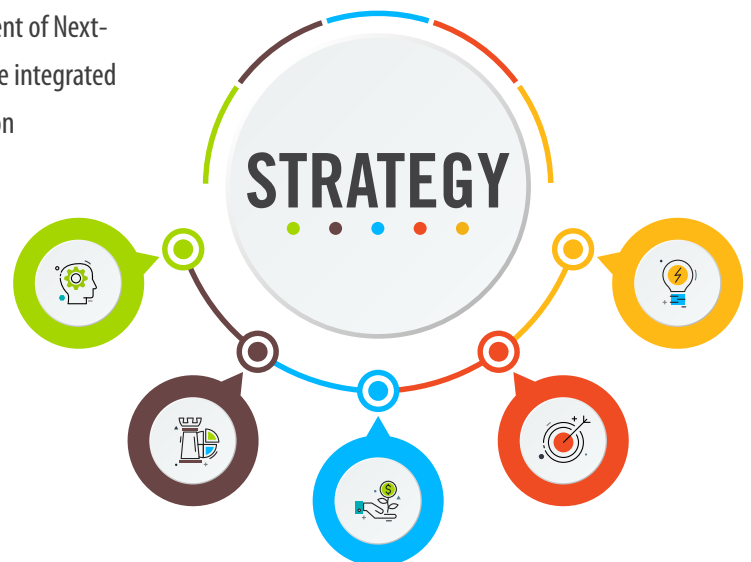 ent of Next-
e integrated
on
STRATEGY
$